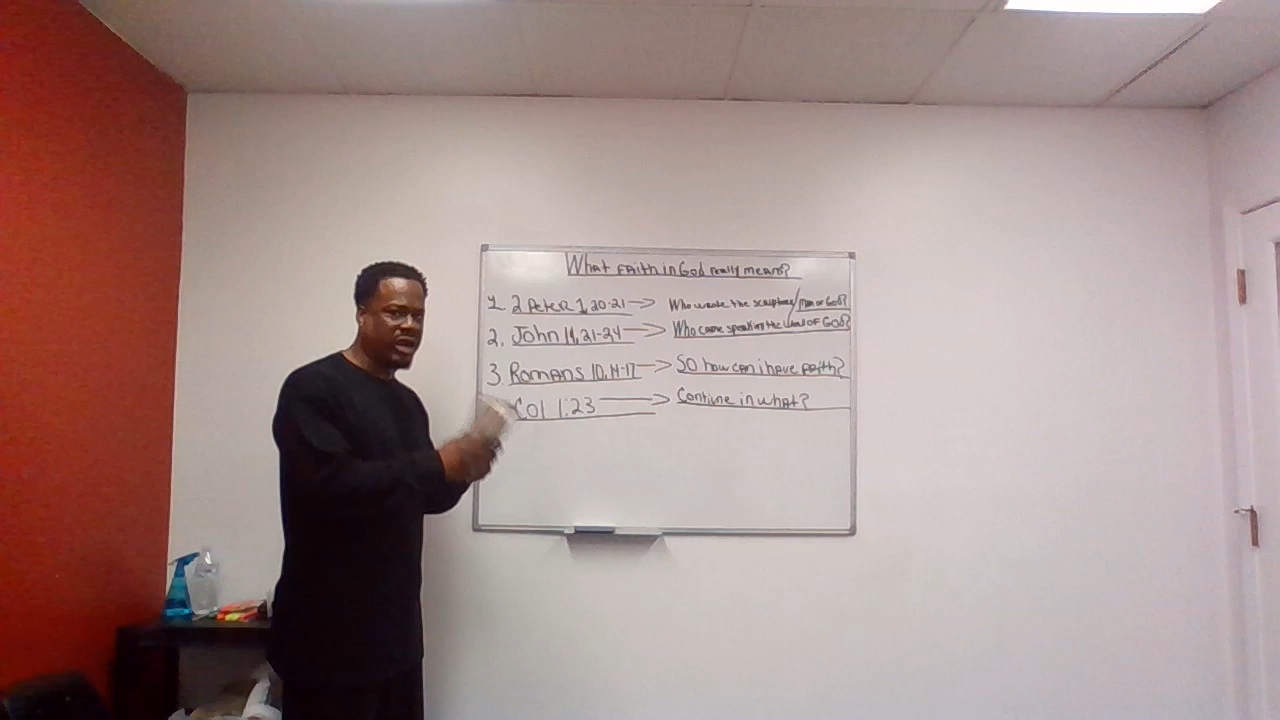 What faith in God really mean?
1. 2 Peter 1,20-21 → Who wrote the scripture/man of God?
2. John 14,21-24 → Who came speaking the word OF GOD?
3. Romans 10,14-17 → SO how can i have faith?
Col 1:23 → Continue in what?